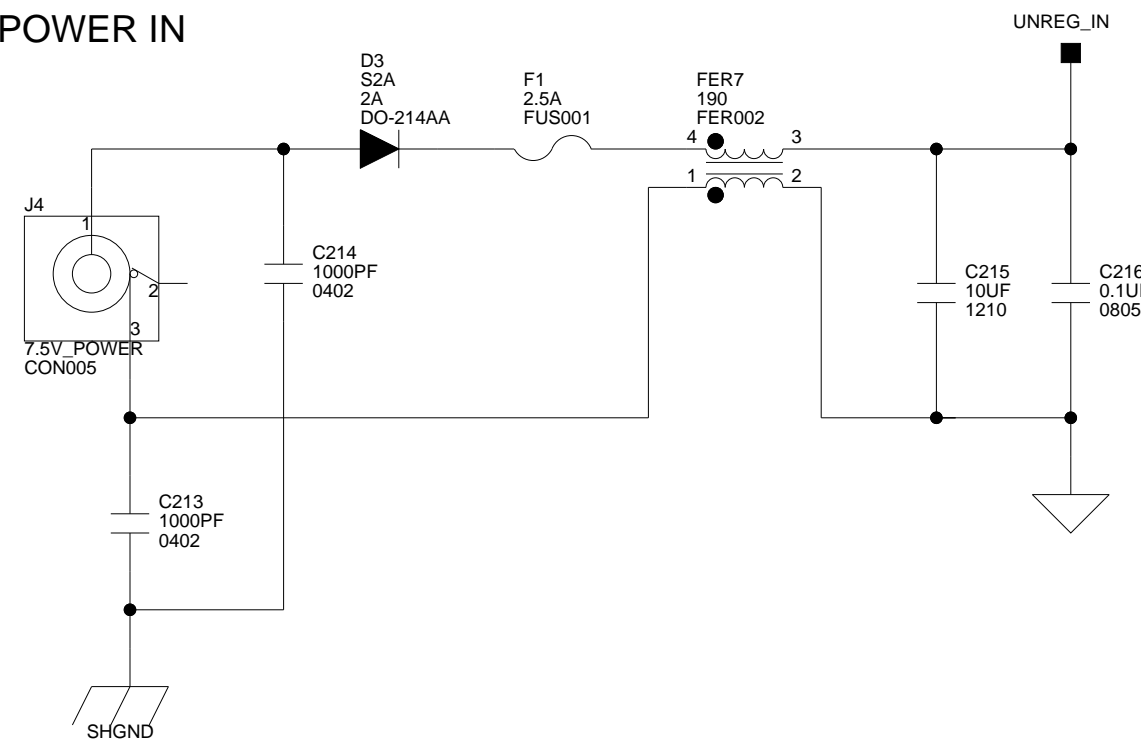 POWER IN
UNREG_IN
D3
S2A
2A
DO-214AA
F1
2.5A
FUS001
FER7
190
FER002
4
3
1
2
J4
1
2
3
7.5V_POWER
CON005
C214
1000PF
0402
C215
10UF
1210
C216
0.1U
0805
C213
1000PF
0402
SHGND